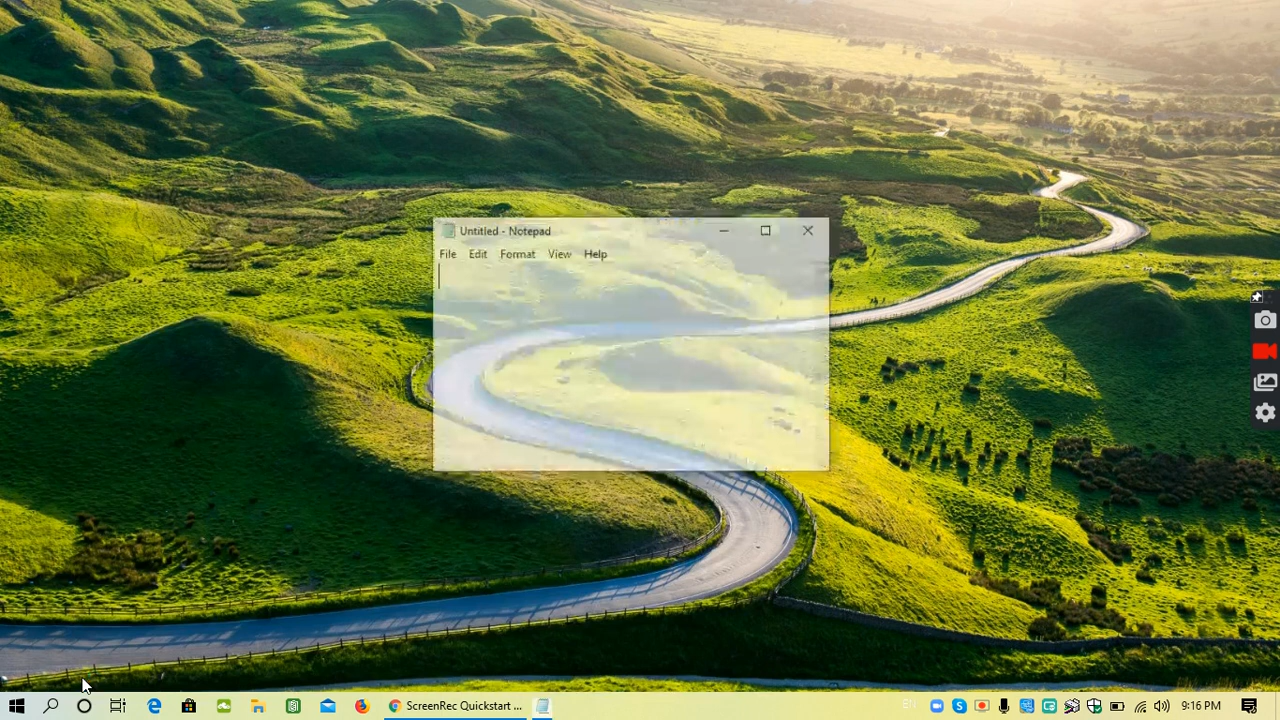 Untitled - Notepad
File Edit Format View Help
ScreenRec Quickstart ...
9:16 PM